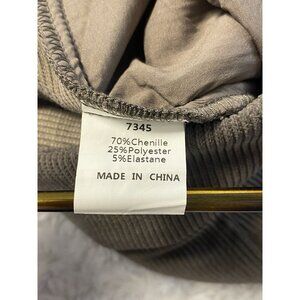 7345
70%Chenille
25%Polyester
5%Elastane
MADE IN CHINA